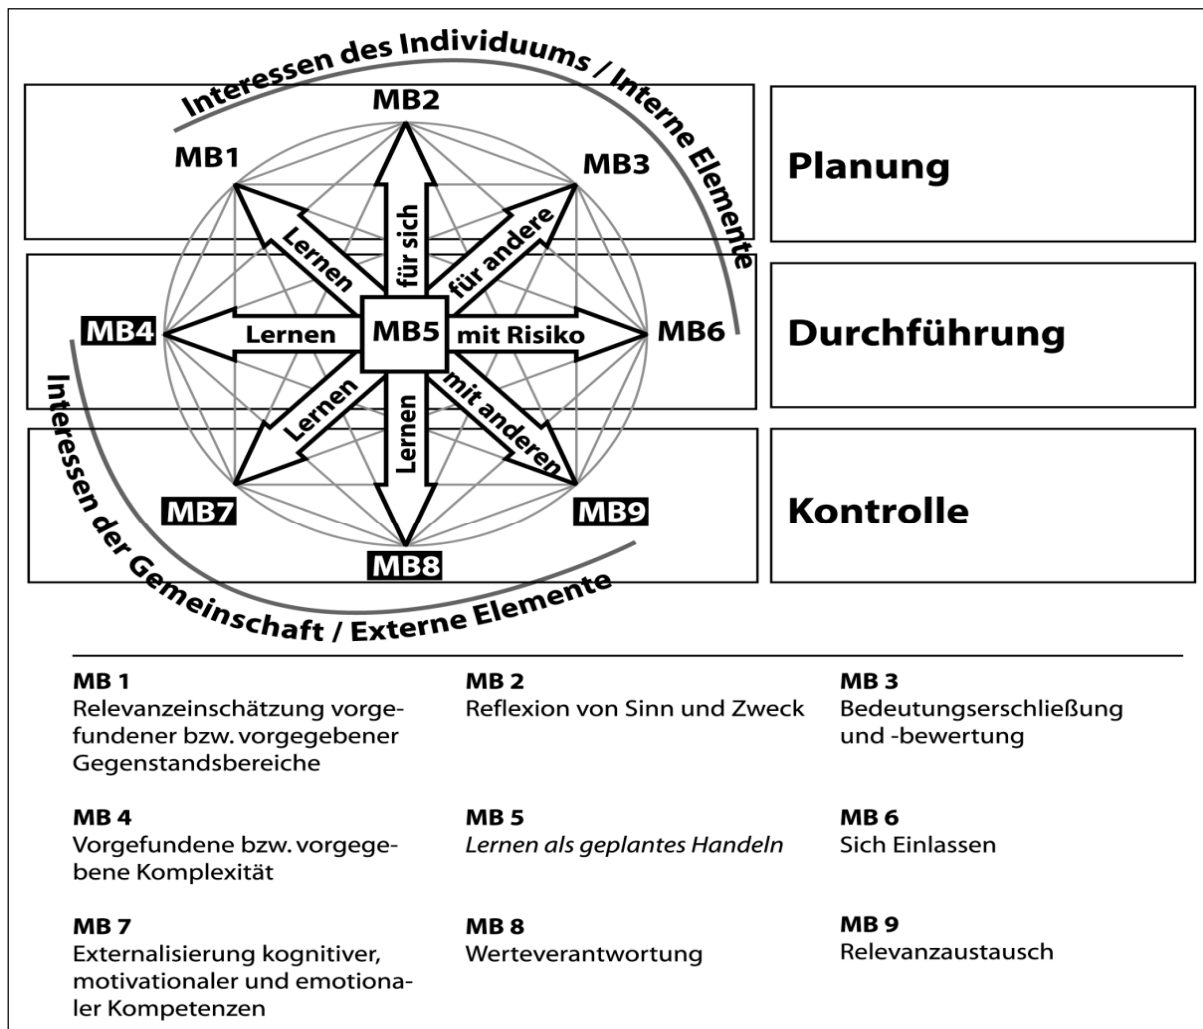 Interessen des Individuums / Interne Elemente
MB2
MB1
MB3
Planung
Lernen
für sich
für andere
MB4
Lernen
MB5
mit Risiko
MB6
Durchführung
Lernen
Lernen
mit anderen
MB7
MB8
MB9
Kontrolle
Interessen der Gemeinschaft / Externe Elemente
MB 1
Relevanzeinschätzung vorge-
fundener bzw. vorgegebener
Gegenstandsbereiche
MB 2
Reflexion von Sinn und Zweck
MB 3
Bedeutungserschließung
und -bewertung
MB 4
Vorgefundene bzw. vorgege-
bene Komplexität
MB 5
Lernen als geplantes Handeln
MB 6
Sich Einlassen
MB 7
Externalisierung kognitiver,
motivationaler und emotiona-
ler Kompetenzen
MB 8
Werteverantwortung
MB 9
Relevanzaustausch